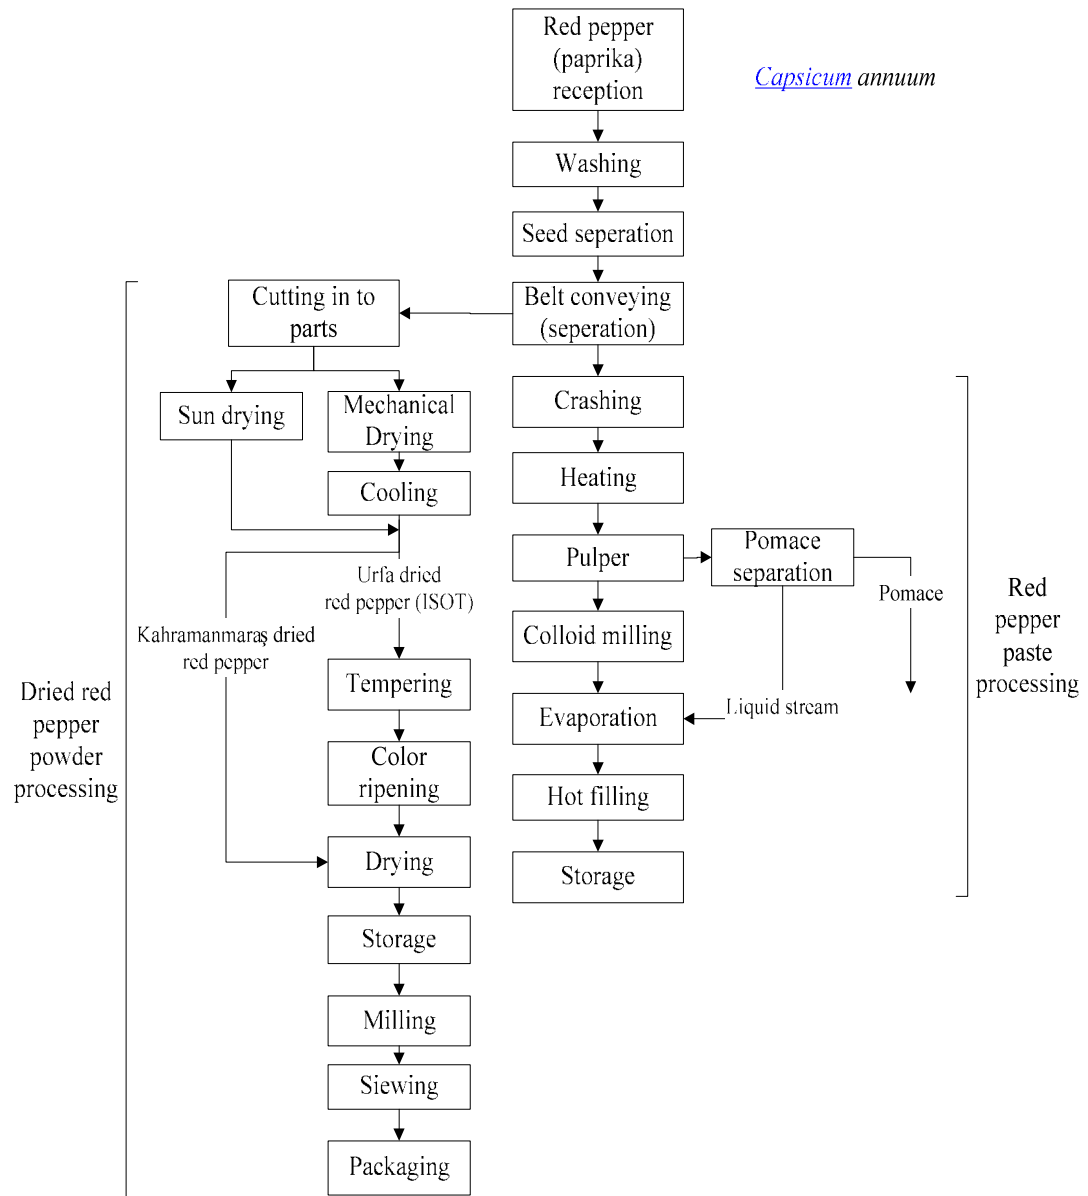 Red pepper
(paprika)
reception
Capsicum annuum
Washing
Seed seperation
Belt conveying
(seperation)
Cutting in to
parts
Sun drying
Mechanical
Drying
Cooling
Urfa dried
red pepper (ISOT)
Kahramanmaraş dried
red pepper
Tempering
Color
ripening
Drying
Storage
Milling
Siewing
Packaging
Dried red
pepper
powder
processing
Crashing
Heating
Pulper
Pomace
separation
Pomace
Colloid milling
Evaporation
Liquid stream
Hot filling
Storage
Red
pepper
paste
processing